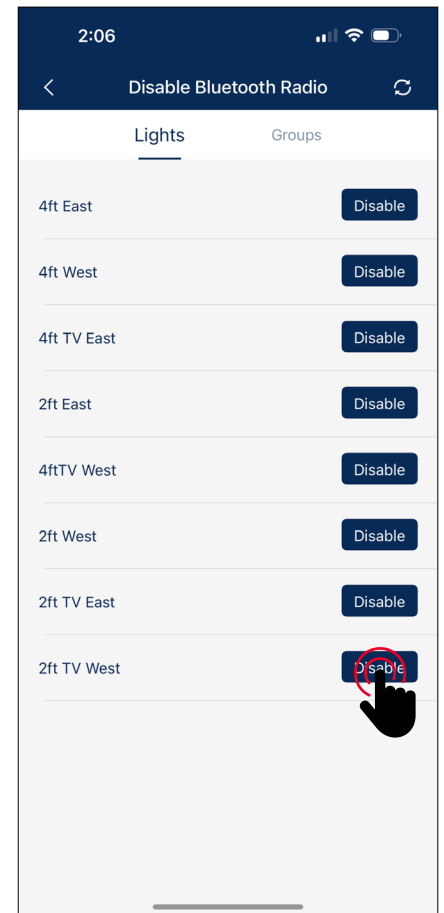 2:06
Disable Bluetooth Radio
Lights Groups
4ft East Disable
4ft West Disable
4ft TV East Disable
2ft East Disable
4ftTV West Disable
2ft West Disable
2ft TV East Disable
2ft TV West Disable